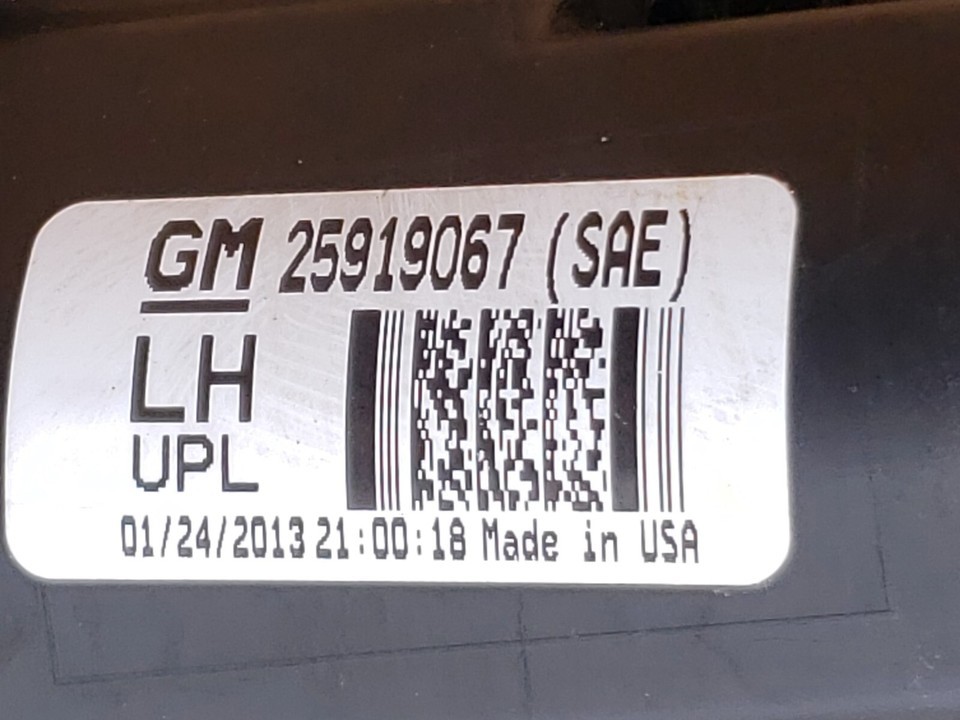 GM 25919067 (SAE)
LH
UPL
01/24/2013 21:00:18 Made in USA